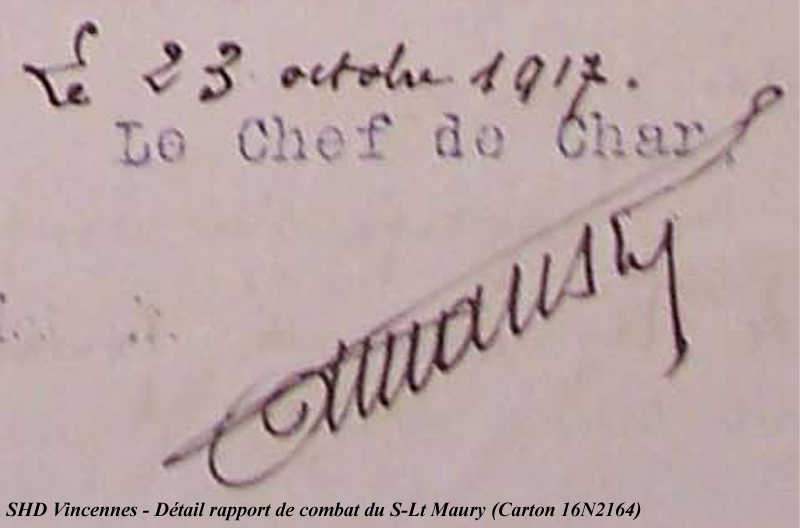 Le 23 octobre 1917.
Le Chef de Char.
Maury
SHD Vincennes - Détail rapport de combat du S-Lt Maury (Carton 16N2164)